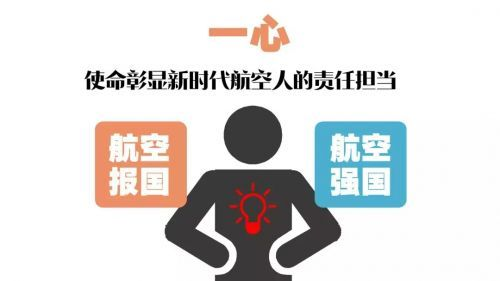 一心
使命彰显新时代航空人的责任担当
航空
报国
航空
强国